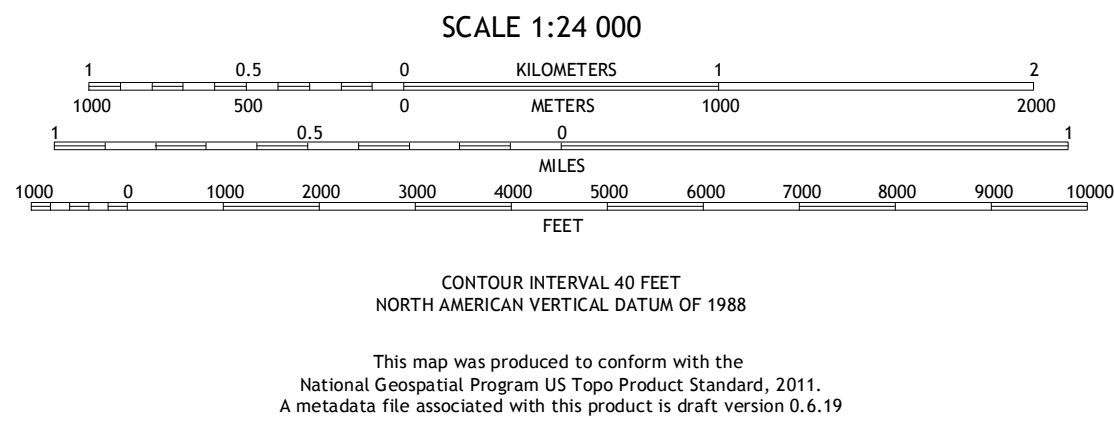 SCALE 1:24 000
1 0.5 0 KILOMETERS 1 2
1000 500 0 METERS 1000 2000
1 0.5 0 1
MILES
1000 0 1000 2000 3000 4000 5000 6000 7000 8000 9000 10000
FEET
CONTOUR INTERVAL 40 FEET
NORTH AMERICAN VERTICAL DATUM OF 1988
This map was produced to conform with the
National Geospatial Program US Topo Product Standard, 2011.
A metadata file associated with this product is draft version 0.6.19